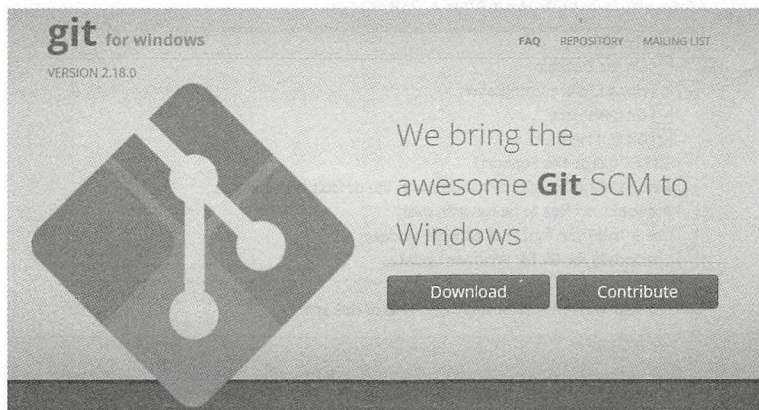 git for windows
FAQ REPOSITORY MAILING LIST
VERSION 2.18.0
We bring the
awesome Git SCM to
Windows
Download Contribute